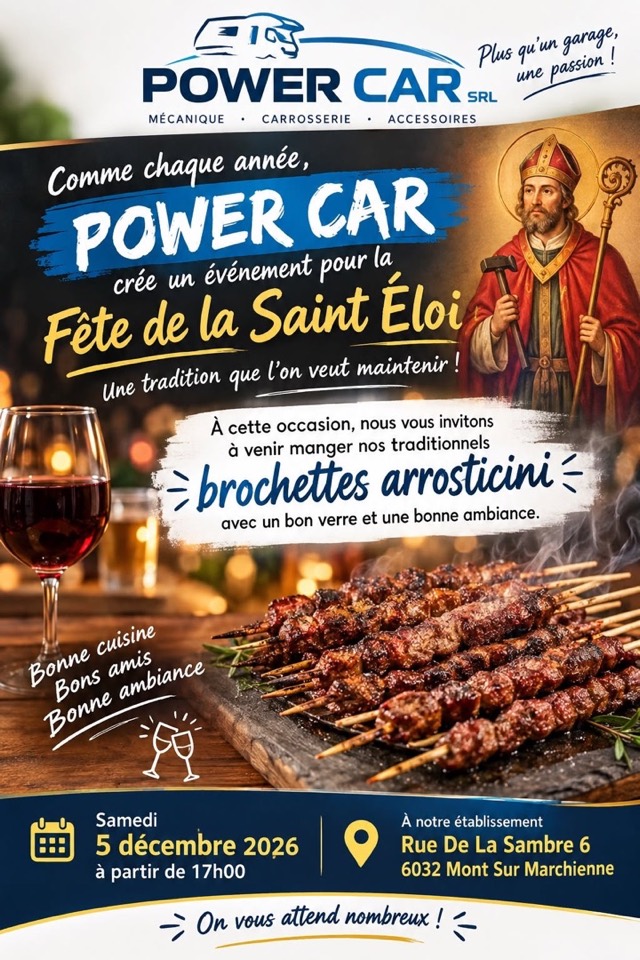 POWER CAR SRL
MÉCANIQUE • CARROSSERIE • ACCESSOIRES
Plus qu'un garage,
une passion !
Comme chaque année,
POWER CAR
crée un événement pour la
Fête de la Saint Éloi
Une tradition que l'on veut maintenir !
À cette occasion, nous vous invitons
à venir manger nos traditionnels
brochettes arrosticini
avec un bon verre et une bonne ambiance.
Bonne cuisine
Bons amis
Bonne ambiance
Samedi
5 décembre 2026
à partir de 17h00
À notre établissement
Rue De La Sambre 6
6032 Mont Sur Marchienne
On vous attend nombreux !